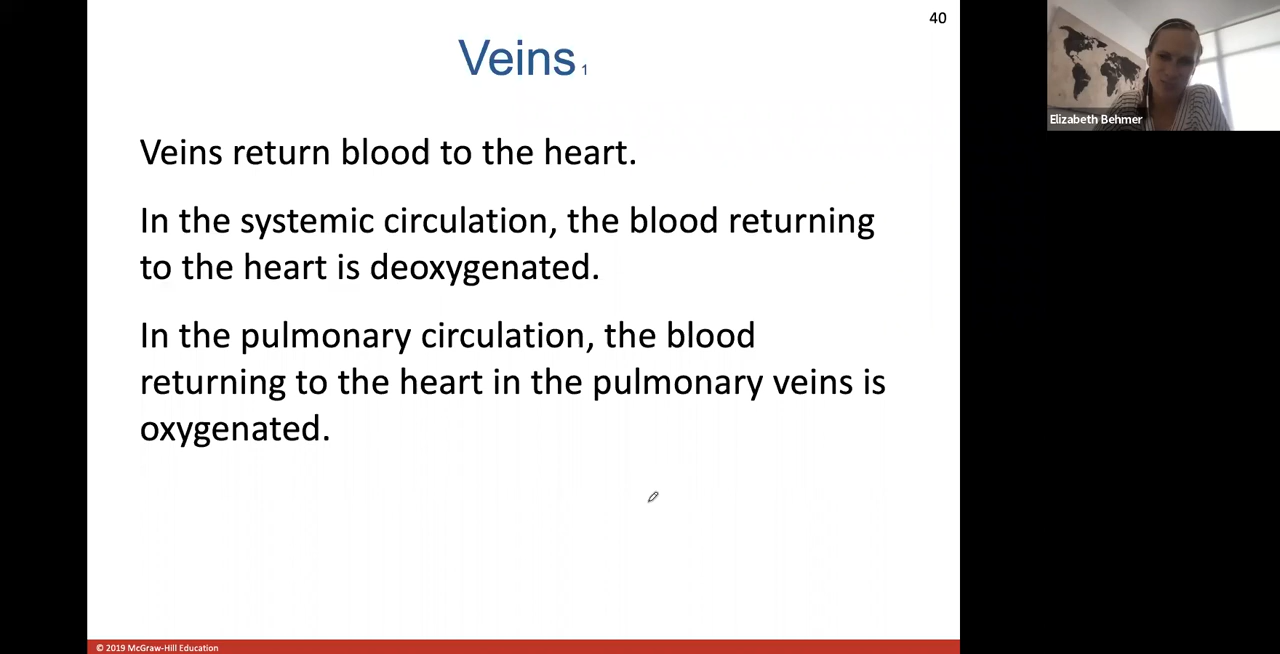 40
Veins 1
Elizabeth Behmer
Veins return blood to the heart.
In the systemic circulation, the blood returning
to the heart is deoxygenated.
In the pulmonary circulation, the blood
returning to the heart in the pulmonary veins is
oxygenated.
© 2019 McGraw-Hill Education